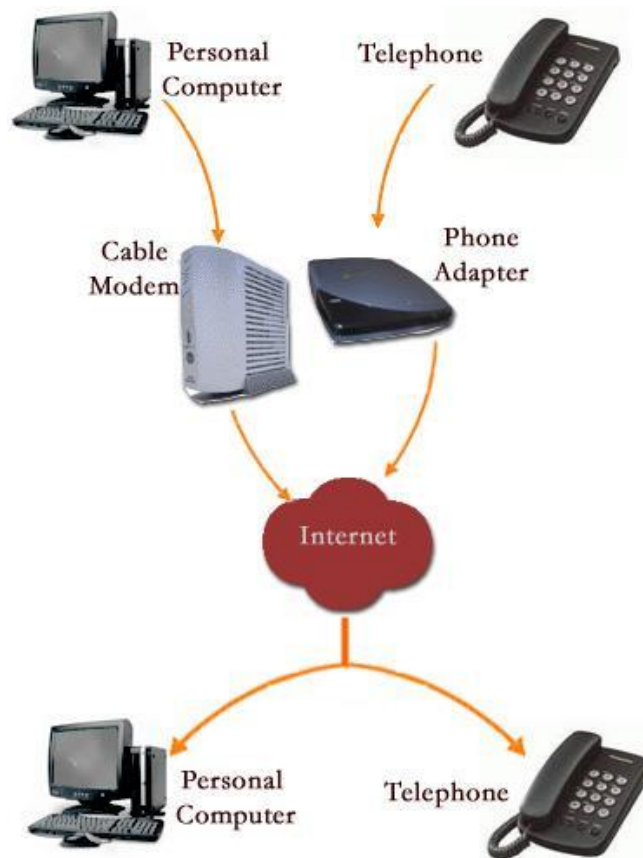 Personal
Computer
Telephone
Cable
Modem
Phone
Adapter
Internet
Personal
Computer
Telephone